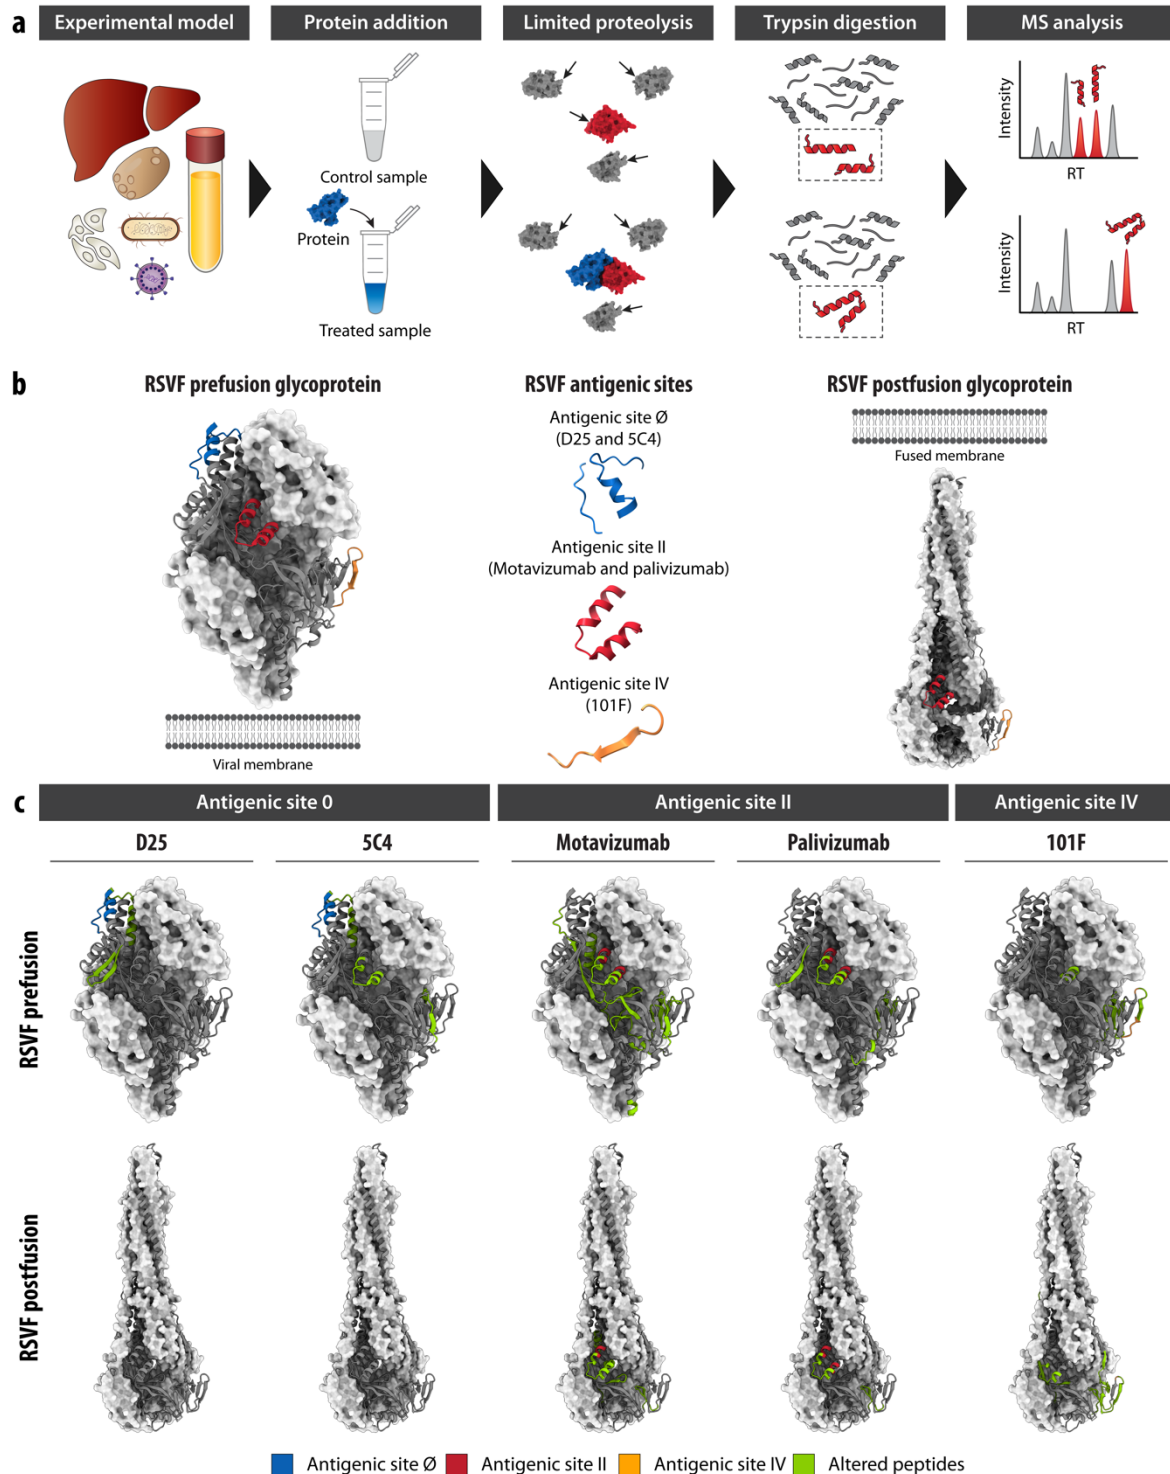 a
Experimental model
Protein addition
Limited proteolysis
Trypsin digestion
MS analysis
Control sample
Protein
Treated sample
Intensity
RT
Intensity
RT
b
RSVF prefusion glycoprotein
RSVF antigenic sites
RSVF postfusion glycoprotein
Antigenic site Ø
(D25 and 5C4)
Fused membrane
Antigenic site II
(Motavizumab and palivizumab)
Antigenic site IV
(101F)
Viral membrane
c
Antigenic site 0
Antigenic site II
Antigenic site IV
D25
5C4
Motavizumab
Palivizumab
101F
RSVF prefusion
RSVF postfusion
Antigenic site Ø
Antigenic site II
Antigenic site IV
Altered peptides